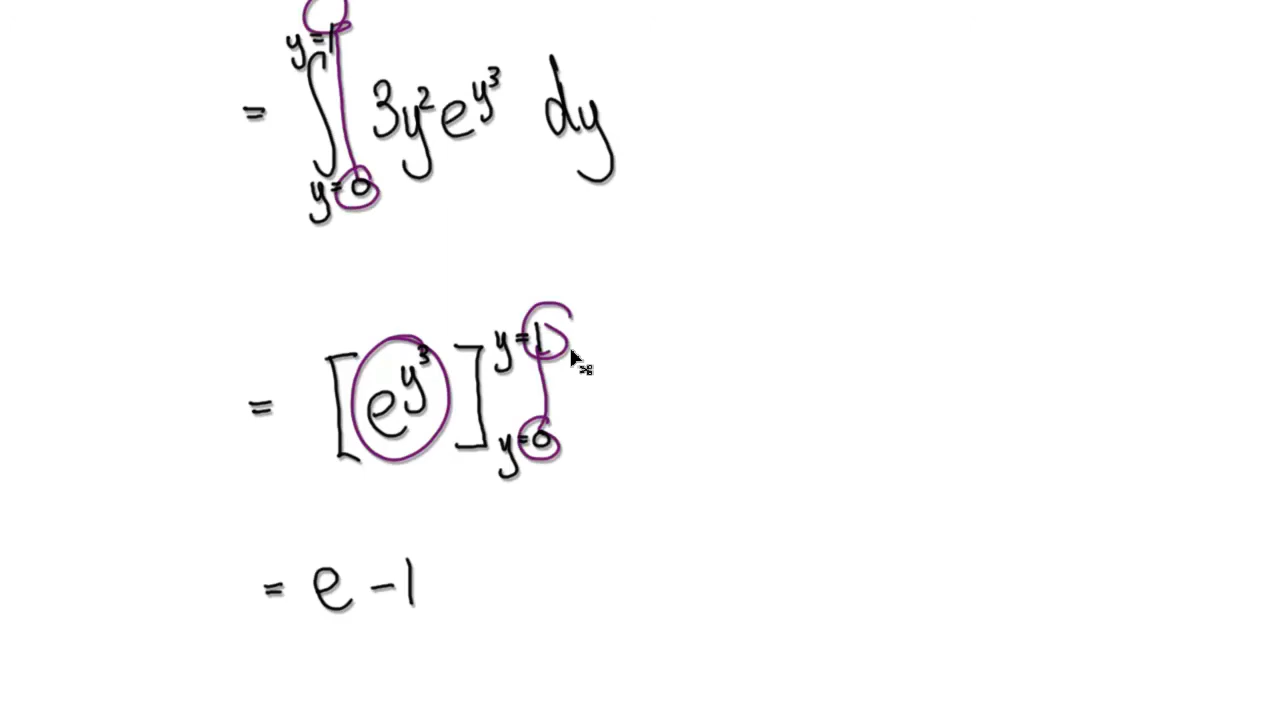 y=1
= ∫ 3y²e^{y³} dy
y=0
= [e^{y³}]_{y=0}^{y=1}
= e - 1